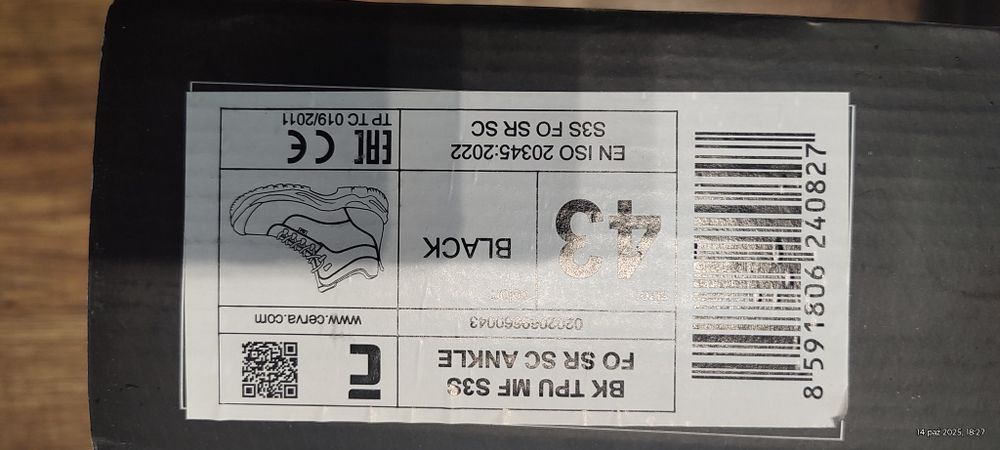 BK TPU MF S3S
FO SR SC ANKLE
www.cerva.com
43
BLACK
EN ISO 20345:2022
S3S FO SR SC
EAC CE
TP TC 019/2011
8 591806 240827
14 paź 2025, 18:27